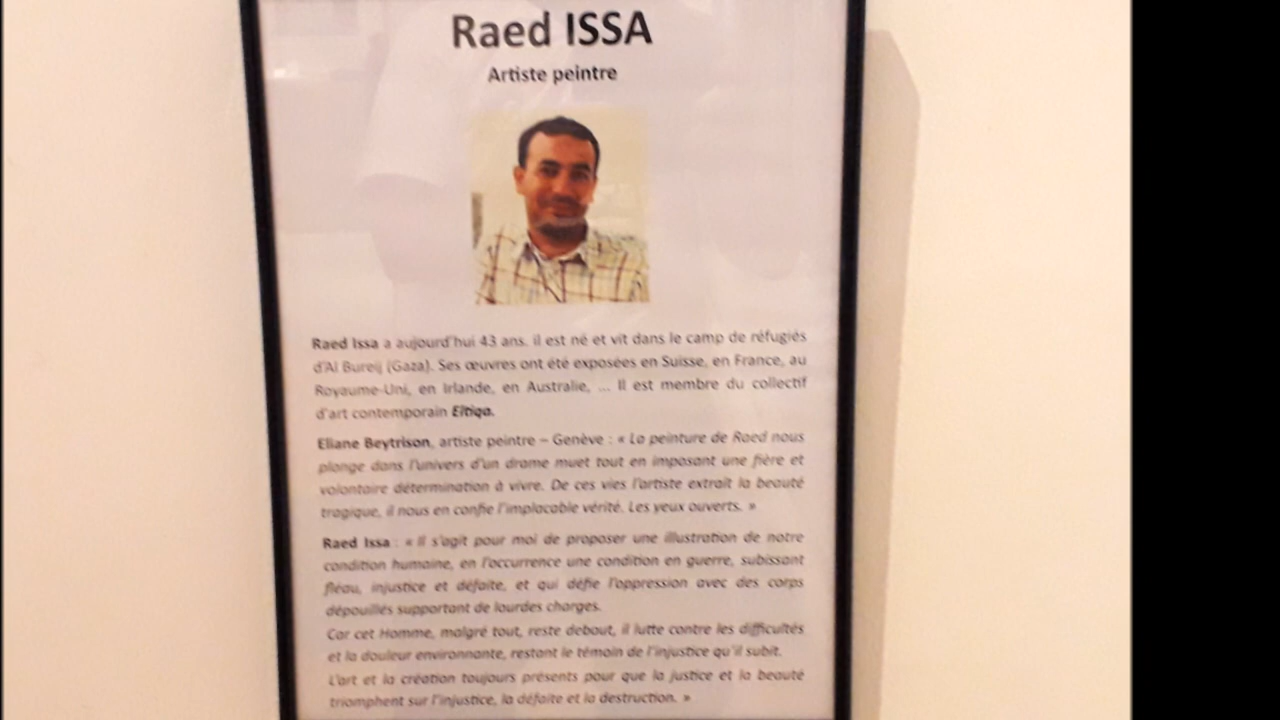 Raed ISSA
Artiste peintre
Raed Issa a aujourd'hui 43 ans. il est né et vit dans le camp de réfugiés
d'Al Bureij (Gaza). Ses œuvres ont été exposées en Suisse, en France, au
Royaume-Uni, en Irlande, en Australie, ... Il est membre du collectif
d'art contemporain Eltiqa.
Eliane Beytrison, artiste peintre – Genève : « La peinture de Raed nous
plonge dans l'univers d'un drame muet tout en imposant une fière et
volontaire détermination à vivre. De ces vies l'artiste extrait la beauté
tragique, il nous en confie l'implacable vérité. Les yeux ouverts. »
Raed Issa : « Il s'agit pour moi de proposer une illustration de notre
condition humaine, en l'occurrence une condition en guerre, subissant
fléau, injustice et défaite, et qui défie l'oppression avec des corps
dépouillés supportant de lourdes charges.
Car cet Homme, malgré tout, reste debout, il lutte contre les difficultés
et la douleur environnante, restant le témoin de l'injustice qu'il subit.
L'art et la création toujours présents pour que la justice et la beauté
triomphent sur l'injustice, la défaite et la destruction. »